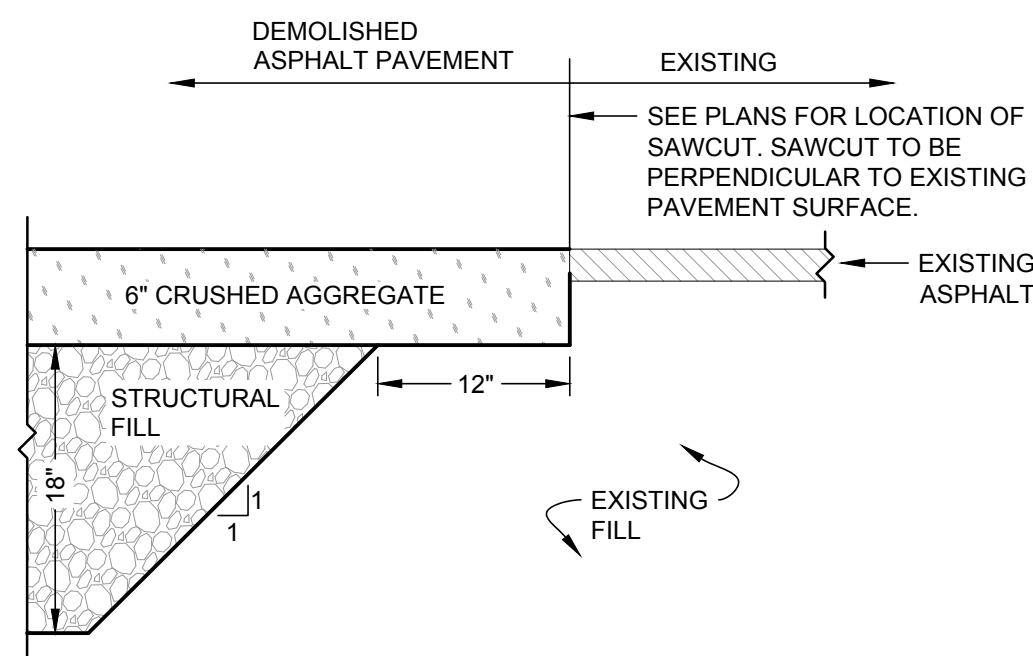 DEMOLISHED
ASPHALT PAVEMENT
EXISTING
SEE PLANS FOR LOCATION OF
SAWCUT. SAWCUT TO BE
PERPENDICULAR TO EXISTING
PAVEMENT SURFACE.
EXISTING
ASPHALT
6" CRUSHED AGGREGATE
12"
STRUCTURAL
FILL
18"
1
1
EXISTING
FILL